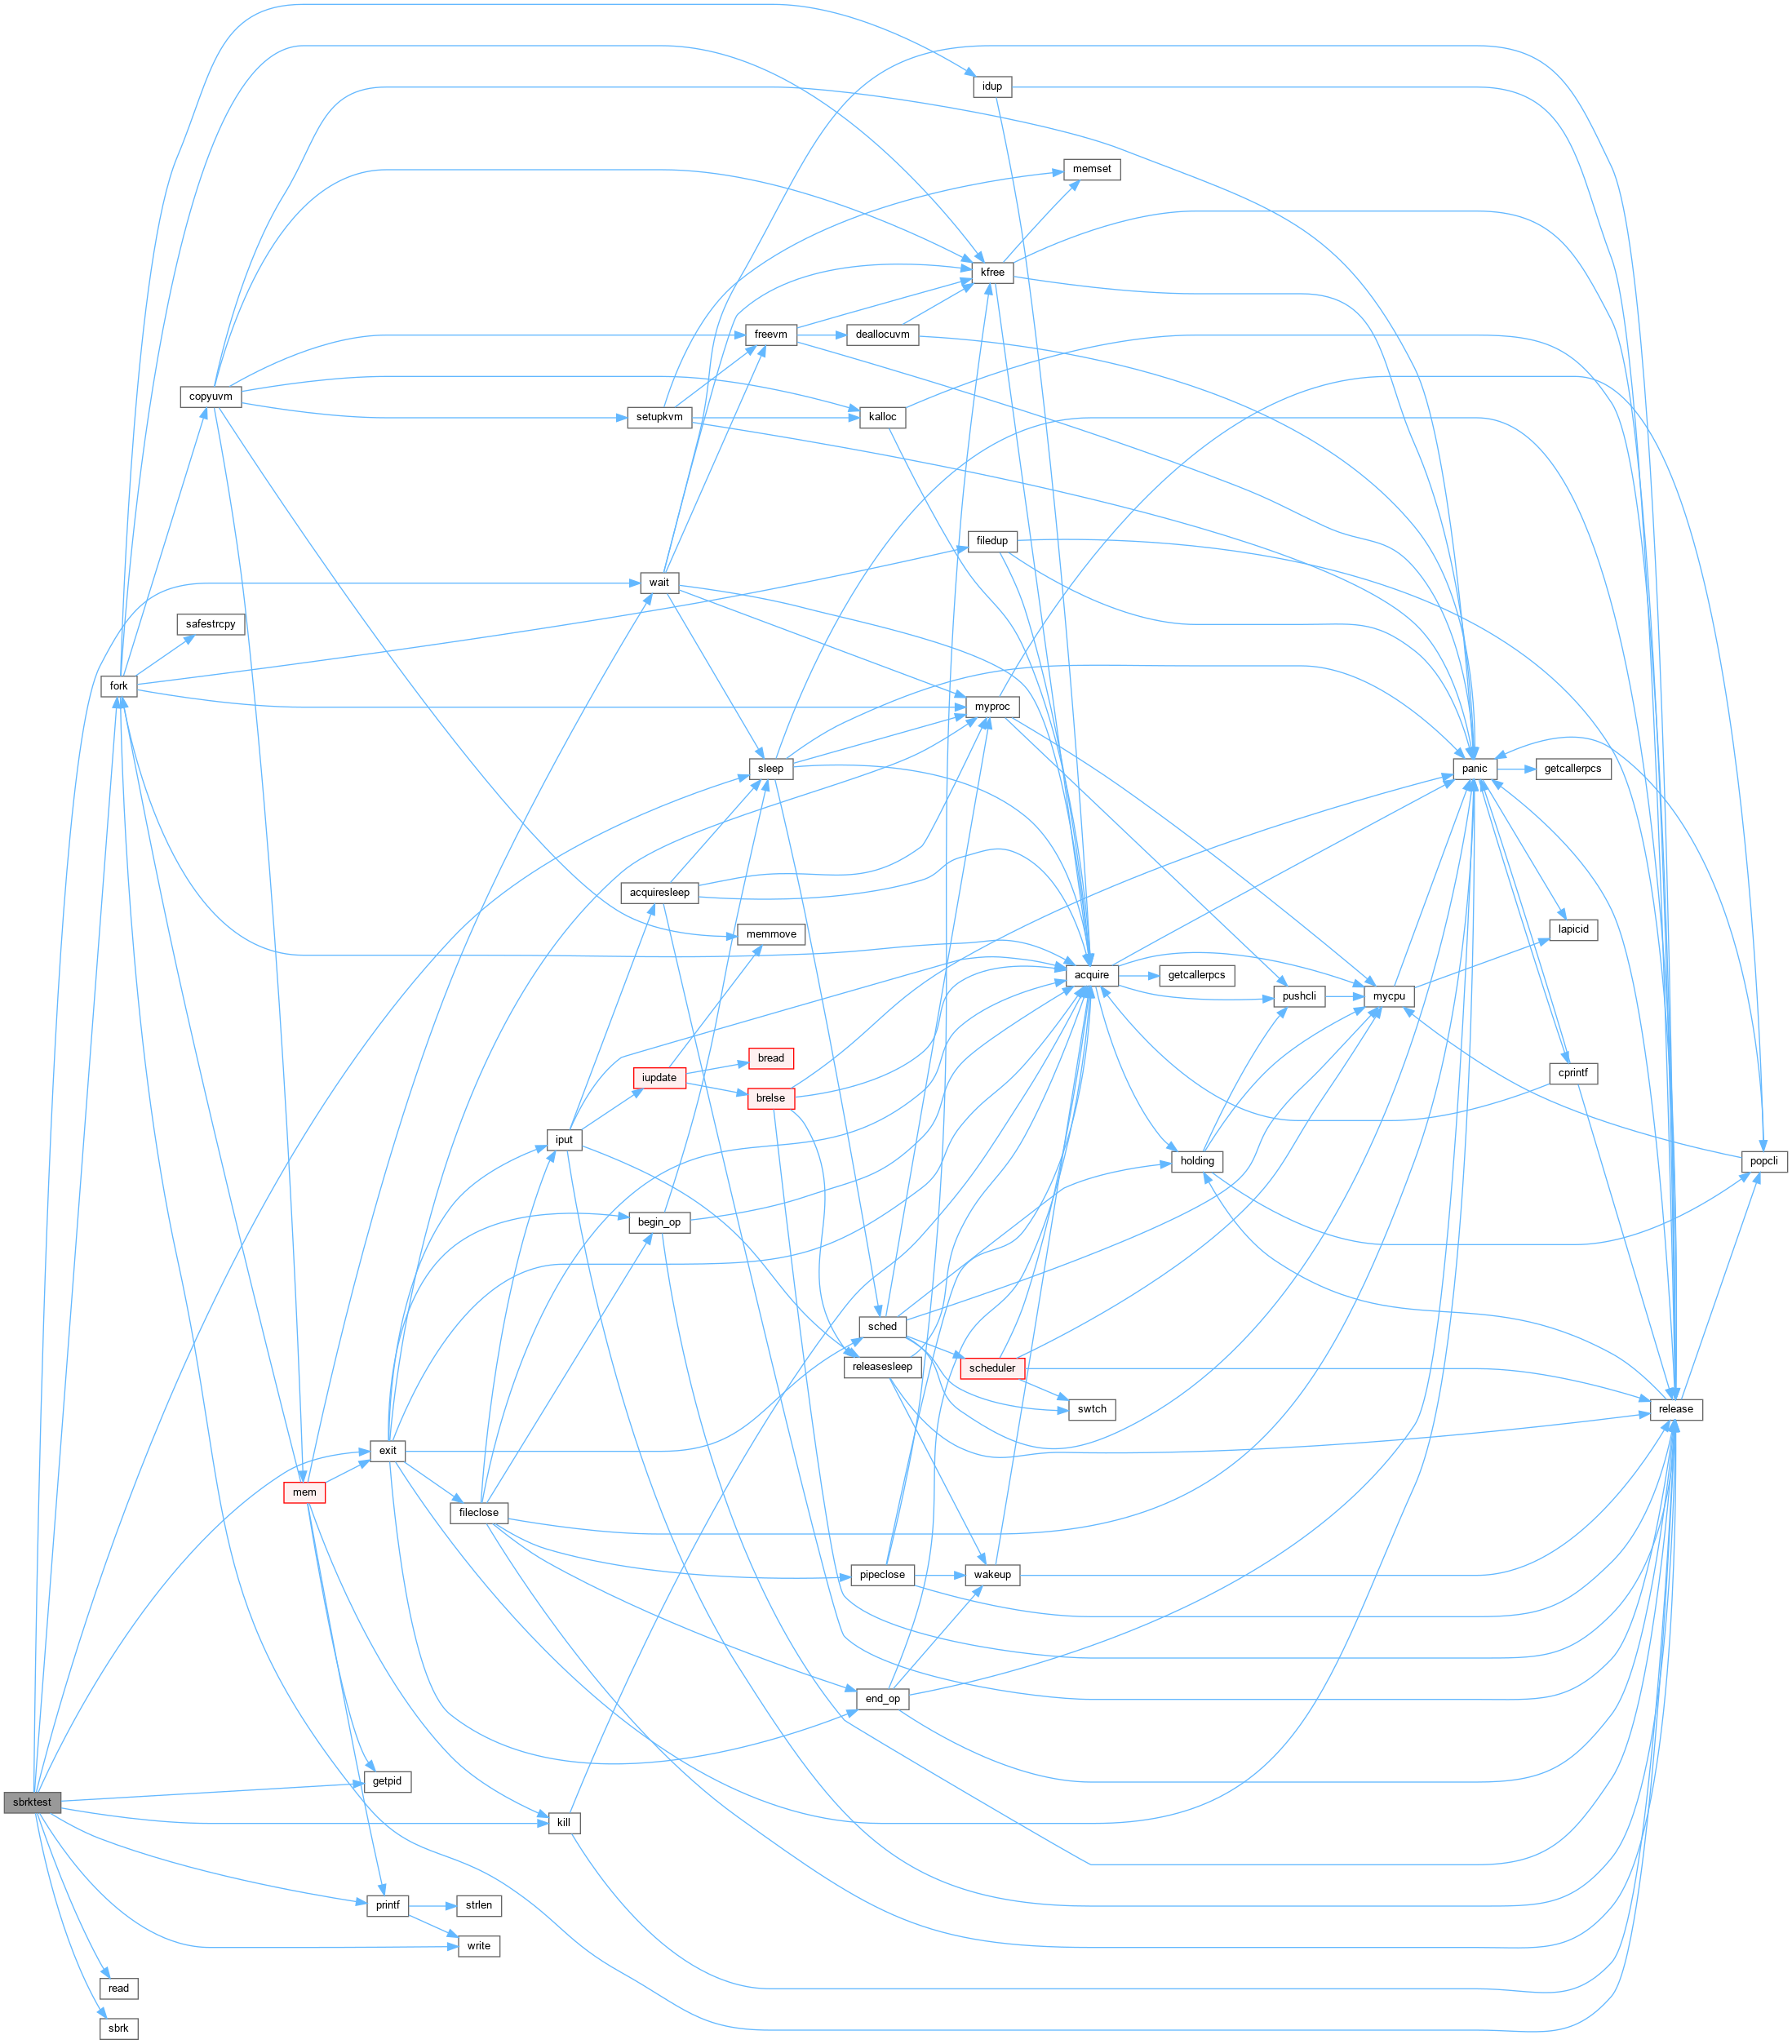 idup
memset
kfree
freevm
deallocuvm
copyuvm
setupkvm
kalloc
filedup
wait
safestrcpy
fork
myproc
sleep
panic
getcallerpcs
acquiresleep
memmove
lapicid
acquire
getcallerpcs
pushcli
mycpu
bread
iupdate
cprintf
brelse
iput
holding
popcli
begin_op
sched
releasesleep
scheduler
swtch
release
exit
mem
fileclose
pipeclose
wakeup
end_op
getpid
sbrktest
kill
printf
strlen
write
read
sbrk